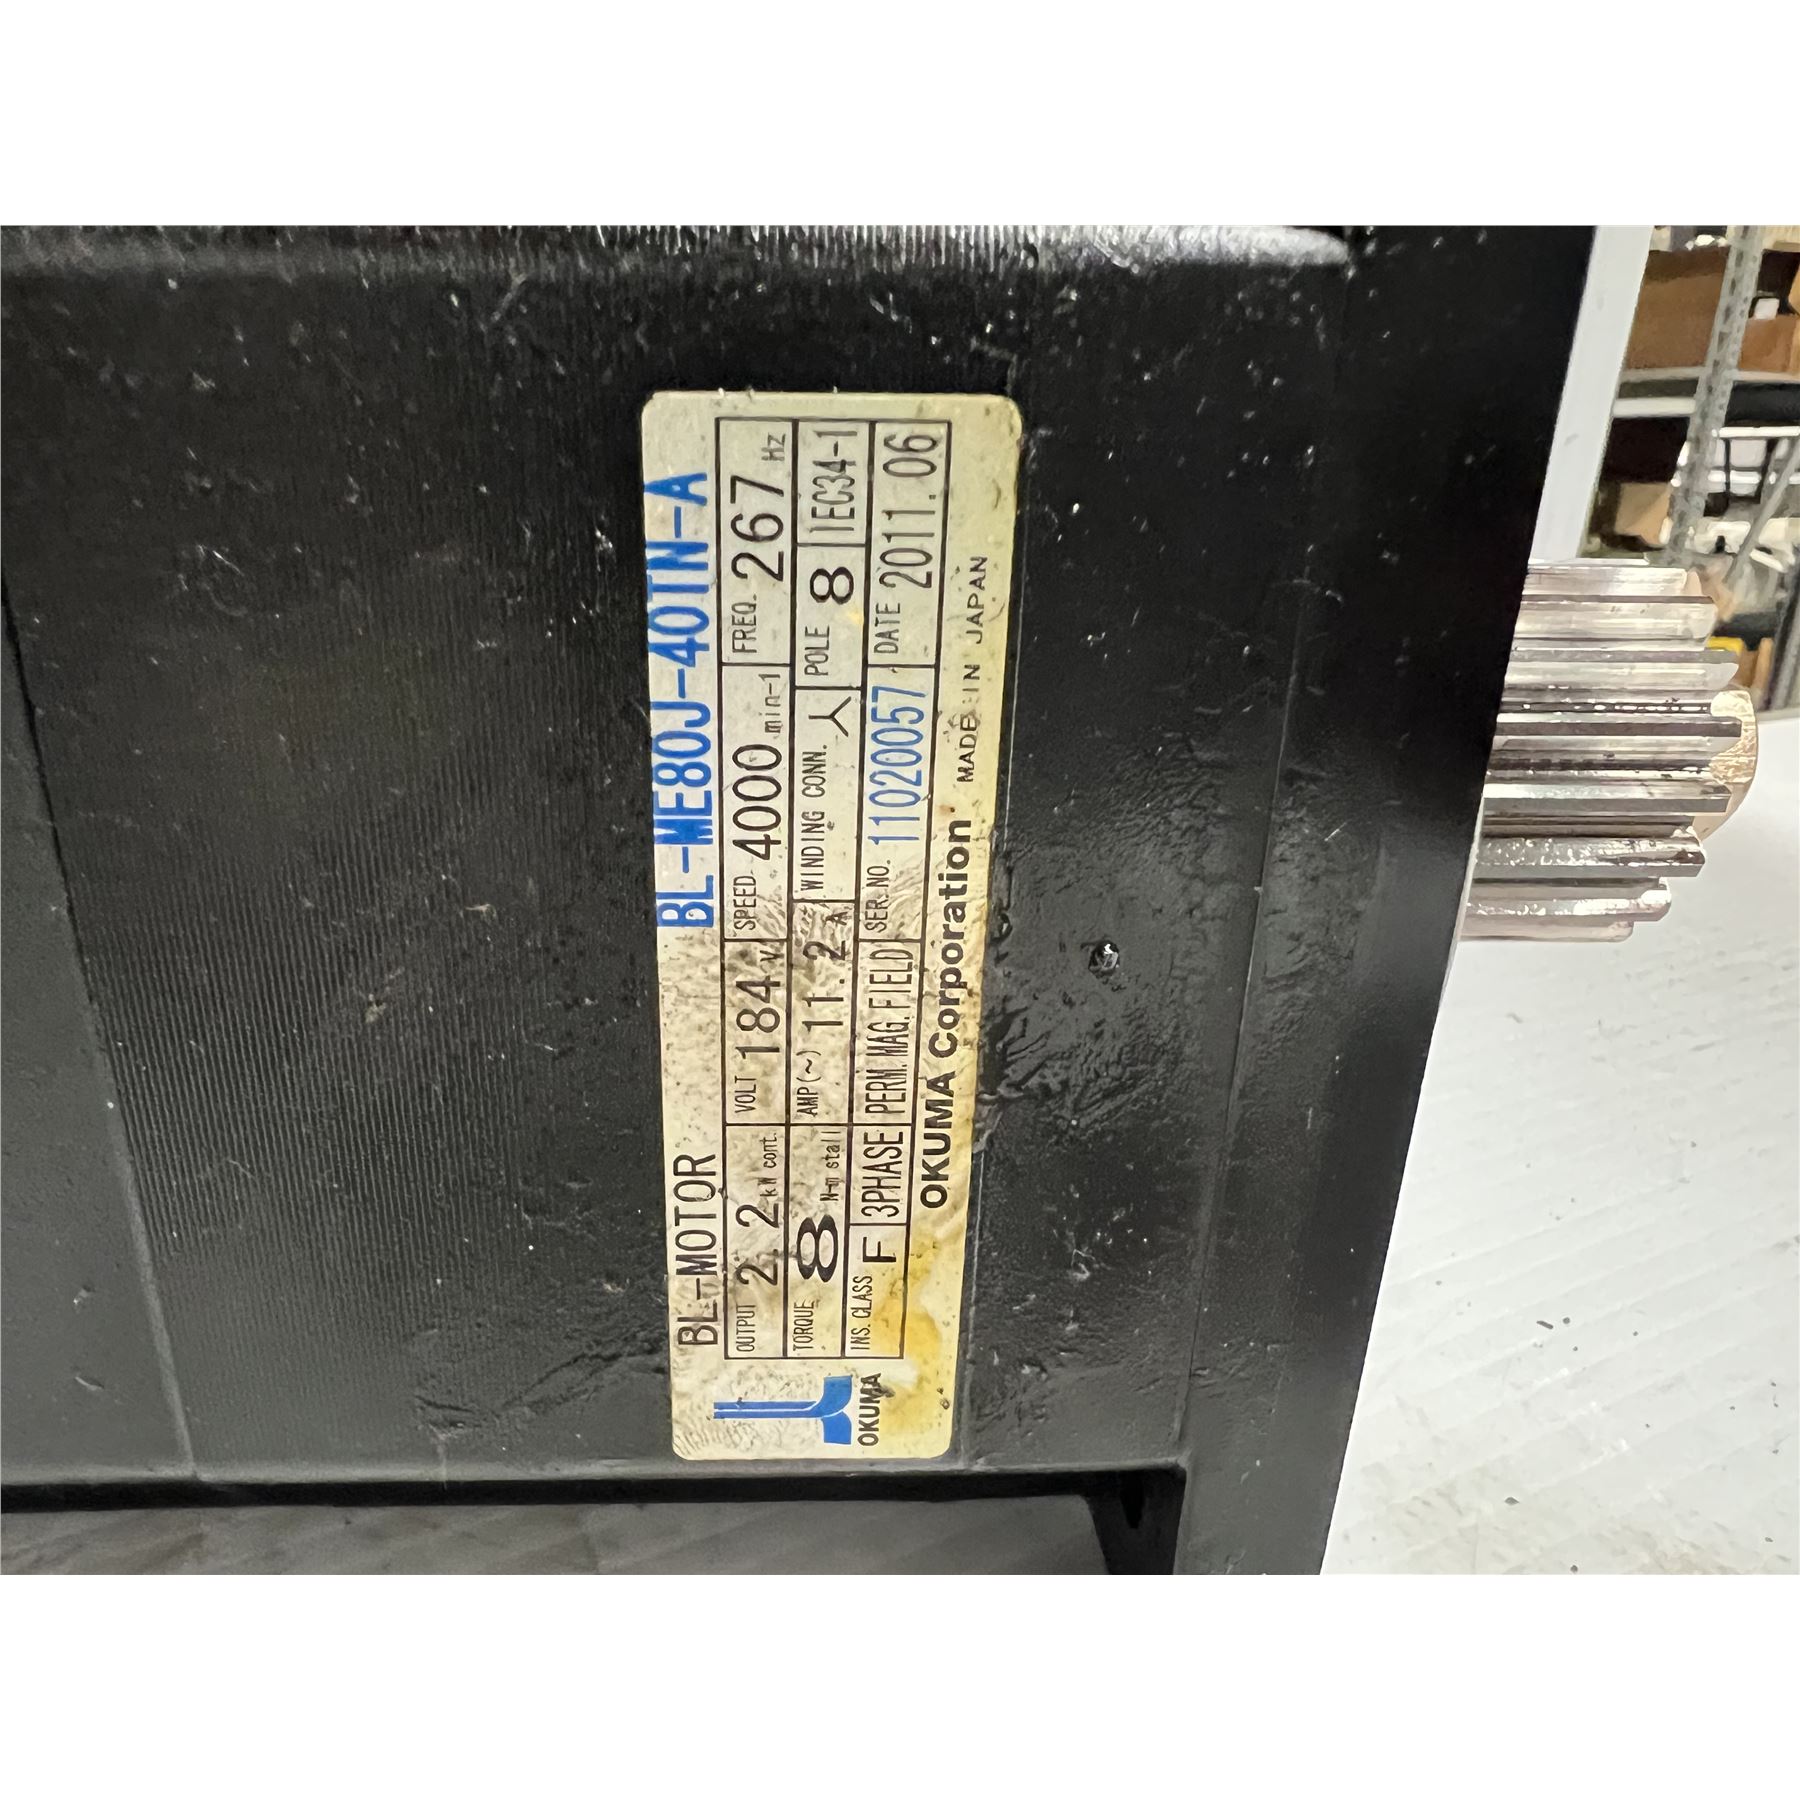 BL-MOTOR BL-ME80J-40TN-A
OUTPUT 2.2 kW cont. VOLT 184 V SPEED 4000 min-1 FREQ. 267 Hz
TORQUE 8 N-m stall AMP(~) 11.2 A WINDING CONN. 人 POLE 8 IEC34-1
INS. CLASS F 3PHASE PERM. MAG. FIELD SER. NO. 11020057 DATE 2011.06
OKUMA
OKUMA Corporation MADE IN JAPAN